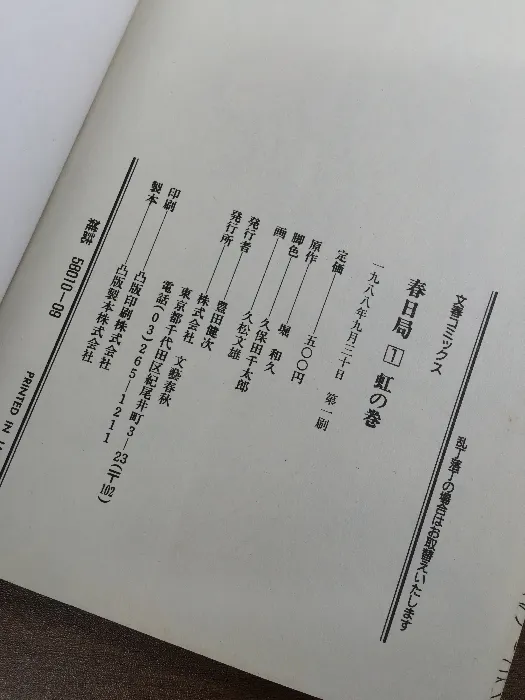 文春コミックス
乱丁・落丁の場合はお取替えいたします
春日局 1 虹の巻
一九八八年九月三十日 第一刷
定価 五〇〇円
原作 堀 和久
脚色 久保田千太郎
画 久松文雄
発行者 豊田健次
発行所 株式会社 文藝春秋
東京都千代田区紀尾井町3―23(〒102)
電話(03)265―1211
印刷 凸版印刷株式会社
製本 凸版製本株式会社
雑誌 58010―09
PRINTED IN